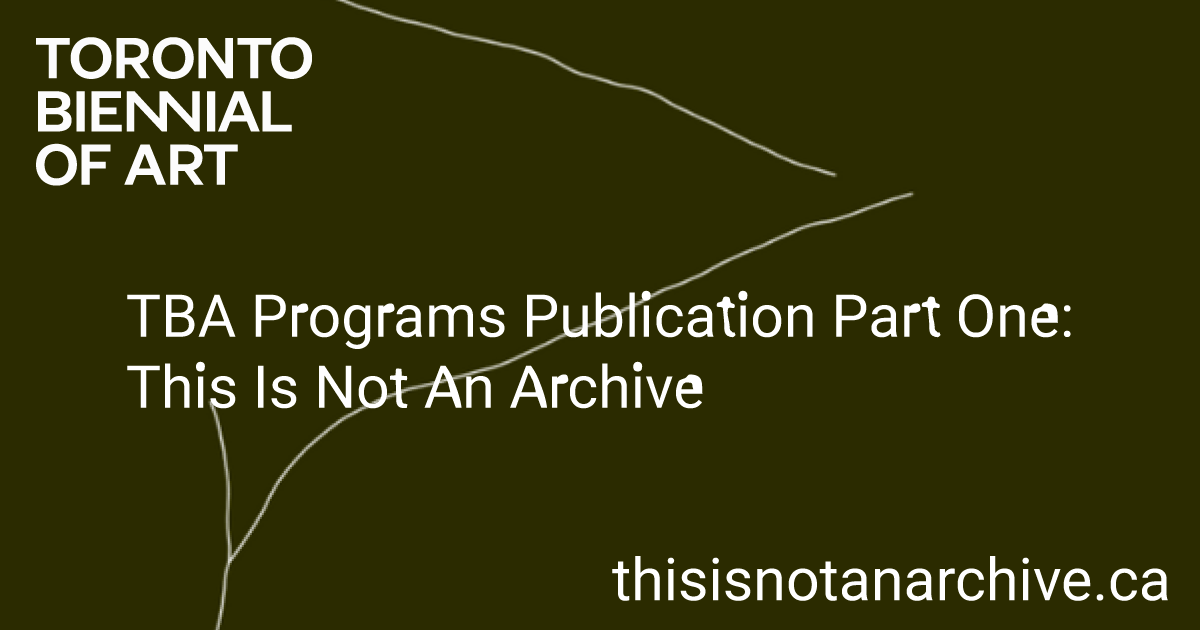 TORONTO
BIENNIAL
OF ART
TBA Programs Publication Part One:
This Is Not An Archive
thisisnotanarchive.ca